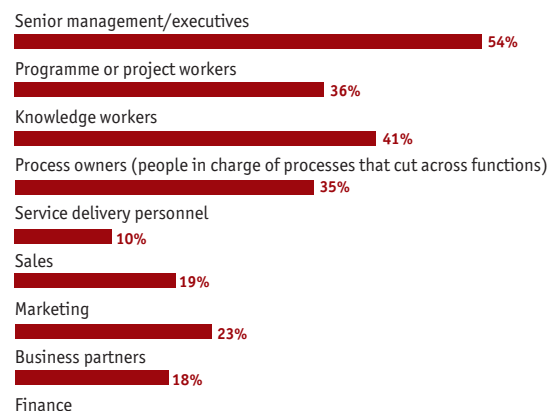 Senior management/executives
54%
Programme or project workers
36%
Knowledge workers
41%
Process owners (people in charge of processes that cut across functions)
35%
Service delivery personnel
10%
Sales
19%
Marketing
23%
Business partners
18%
Finance